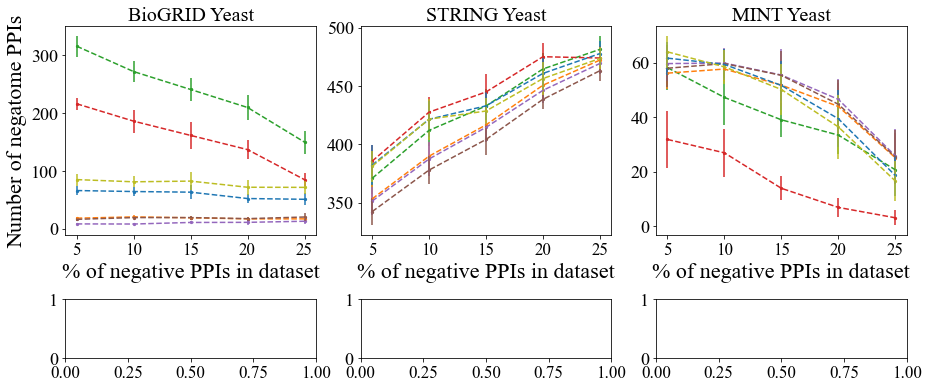 BioGRID Yeast
STRING Yeast
MINT Yeast
Number of negatome PPIs
300
200
100
0
5 10 15 20 25
% of negative PPIs in dataset
500
450
400
350
5 10 15 20 25
% of negative PPIs in dataset
60
40
20
0
5 10 15 20 25
% of negative PPIs in dataset
1
0
0.00 0.25 0.50 0.75 1.00
1
0
0.00 0.25 0.50 0.75 1.00
1
0
0.00 0.25 0.50 0.75 1.00